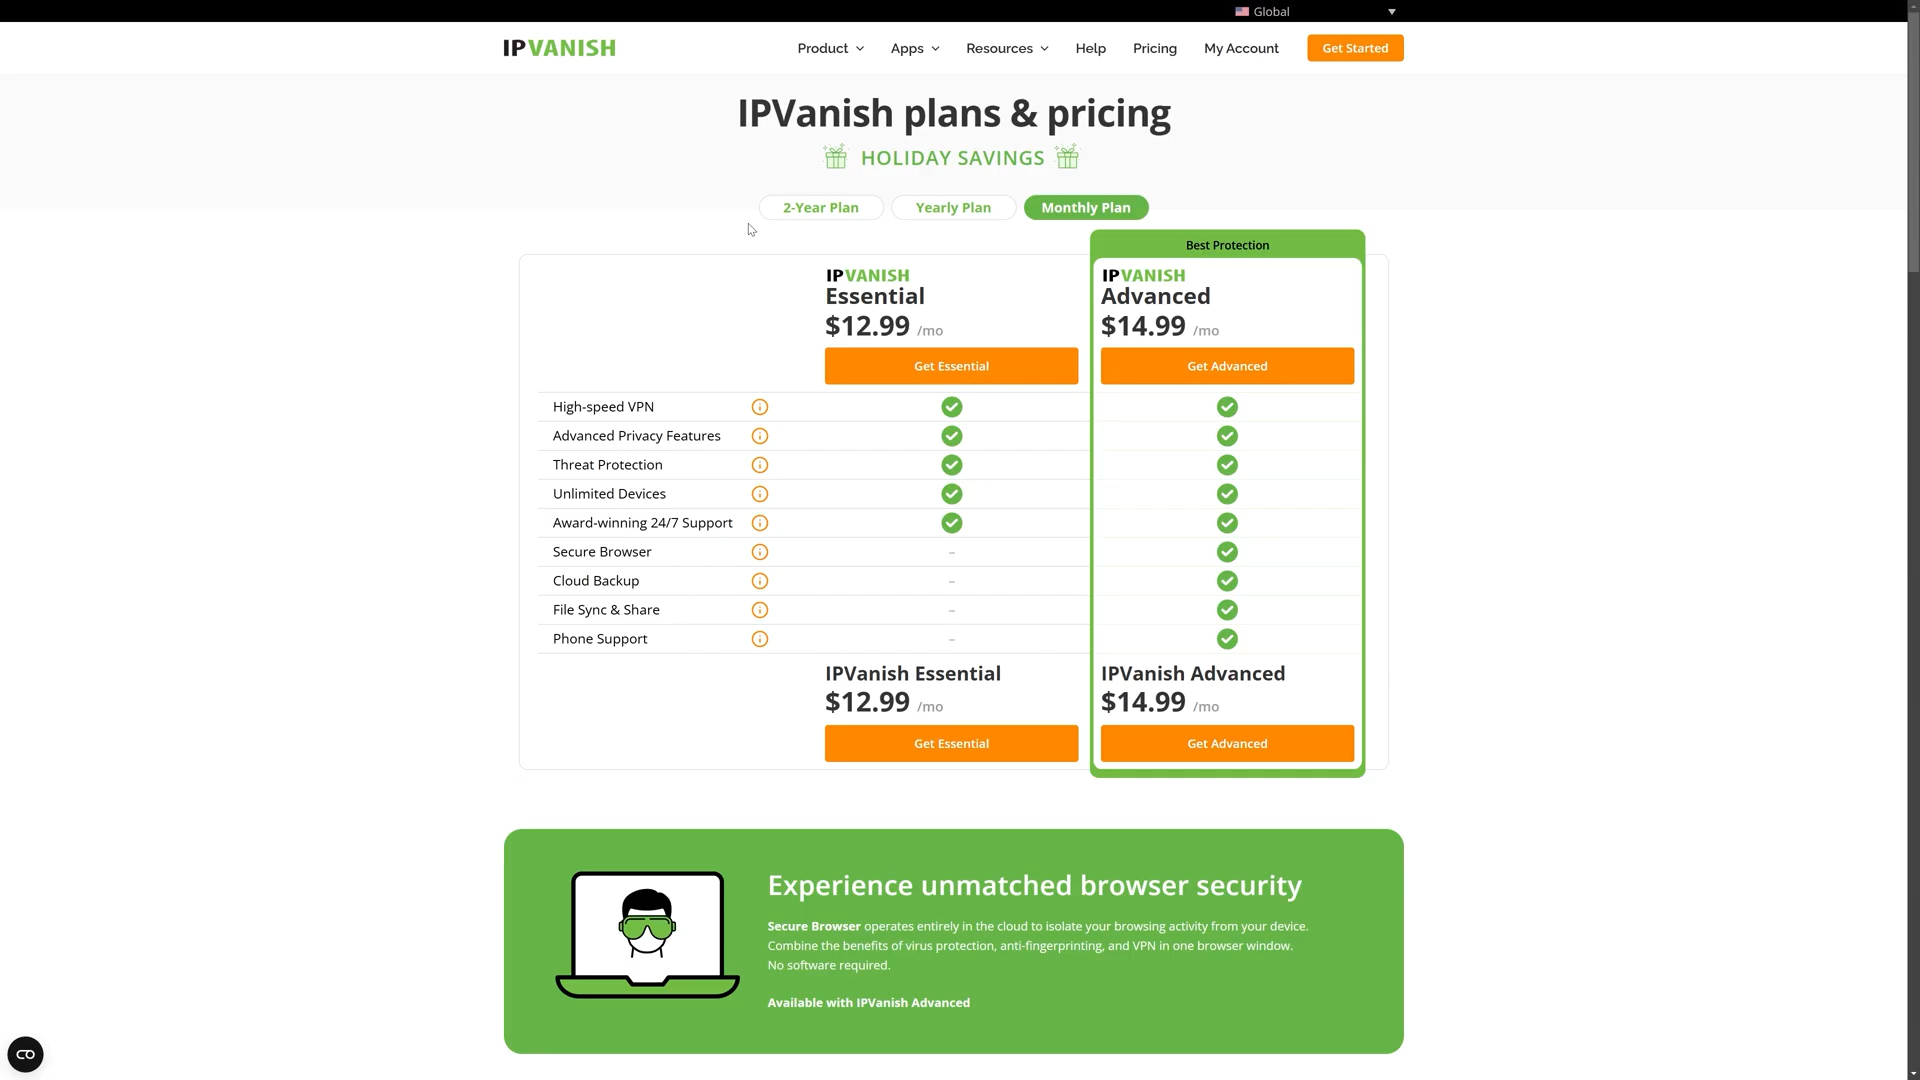 Global
IPVANISH
Product
Apps
Resources
Help
Pricing
My Account
Get Started
IPVanish plans & pricing
HOLIDAY SAVINGS
2-Year Plan
Yearly Plan
Monthly Plan
Best Protection
IPVANISH
Essential
$12.99 /mo
Get Essential
IPVANISH
Advanced
$14.99 /mo
Get Advanced
High-speed VPN
Advanced Privacy Features
Threat Protection
Unlimited Devices
Award-winning 24/7 Support
Secure Browser –
Cloud Backup –
File Sync & Share –
Phone Support –
IPVanish Essential
$12.99 /mo
Get Essential
IPVanish Advanced
$14.99 /mo
Get Advanced
Experience unmatched browser security
Secure Browser operates entirely in the cloud to isolate your browsing activity from your device.
Combine the benefits of virus protection, anti-fingerprinting, and VPN in one browser window.
No software required.
Available with IPVanish Advanced